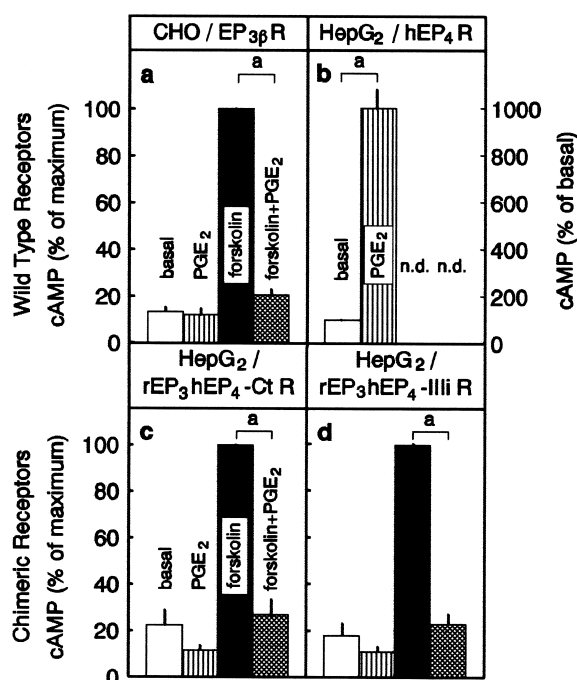 CHO / EP3β R
HepG2 / hEP4 R
a
a
b
a
100
80
60
40
20
0
Wild Type Receptors
cAMP (% of maximum)
basal
PGE2
forskolin
forskolin+PGE2
basal
PGE2
n.d. n.d.
1000
800
600
400
200
0
cAMP (% of basal)
HepG2 /
rEP3hEP4-Ct R
HepG2 /
rEP3hEP4-IIIi R
c
a
d
a
100
80
60
40
20
0
Chimeric Receptors
cAMP (% of maximum)
basal
PGE2
forskolin
forskolin+PGE2